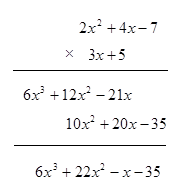 2x² + 4x − 7
× 3x + 5
6x³ + 12x² − 21x
10x² + 20x − 35
6x³ + 22x² − x − 35